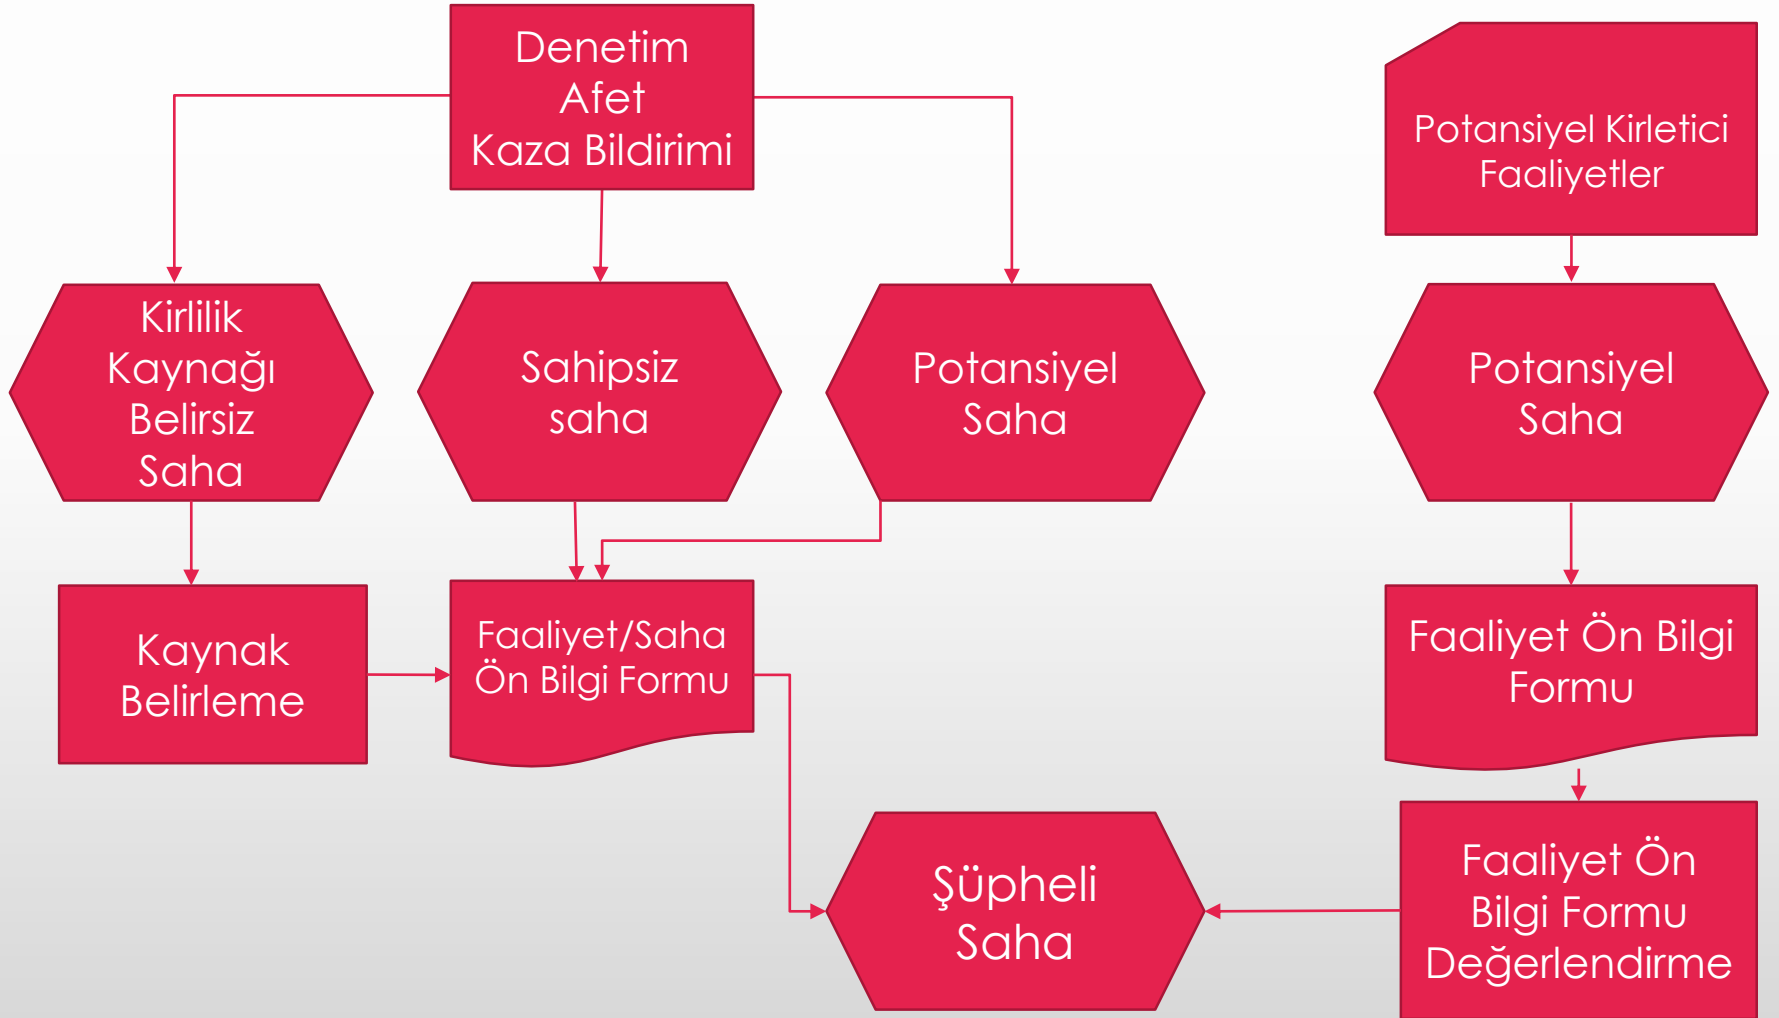 Denetim
Afet
Kaza Bildirimi
Potansiyel Kirletici
Faaliyetler
Kirlilik
Kaynağı
Belirsiz
Saha
Sahipsiz
saha
Potansiyel
Saha
Potansiyel
Saha
Kaynak
Belirleme
Faaliyet/Saha
Ön Bilgi Formu
Faaliyet Ön Bilgi
Formu
Şüpheli
Saha
Faaliyet Ön
Bilgi Formu
Değerlendirme